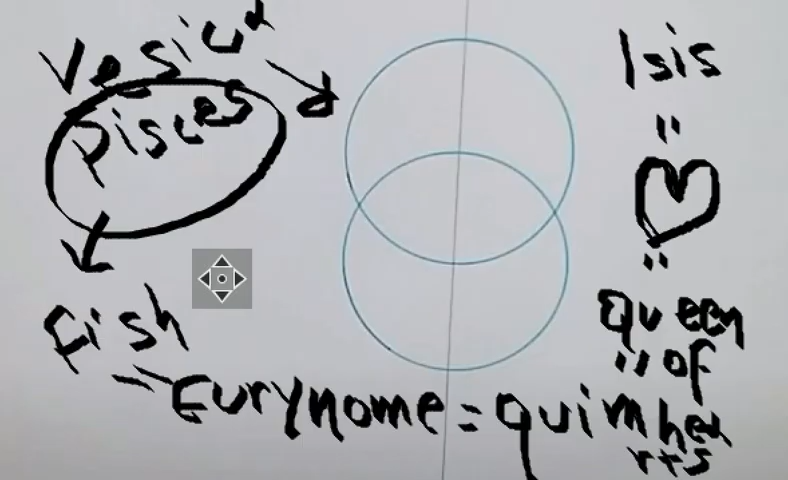 Vesica
Pisces
Fish
= Eurynome = quim
Isis
=
=
queen
" of
hea
rts